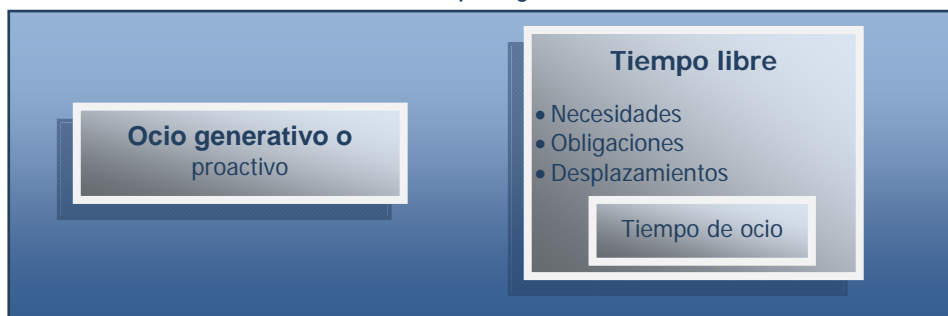 Ocio generativo o
proactivo
Tiempo libre
• Necesidades
• Obligaciones
• Desplazamientos
Tiempo de ocio